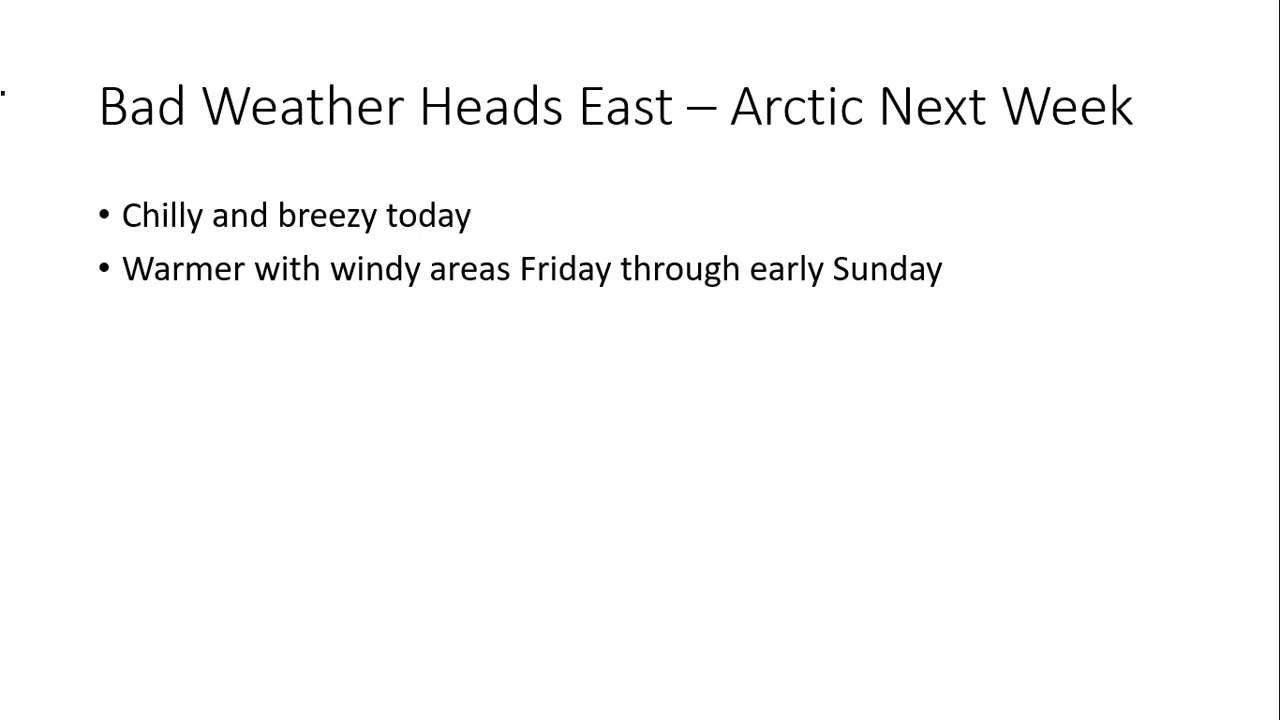 Bad Weather Heads East – Arctic Next Week
• Chilly and breezy today
• Warmer with windy areas Friday through early Sunday